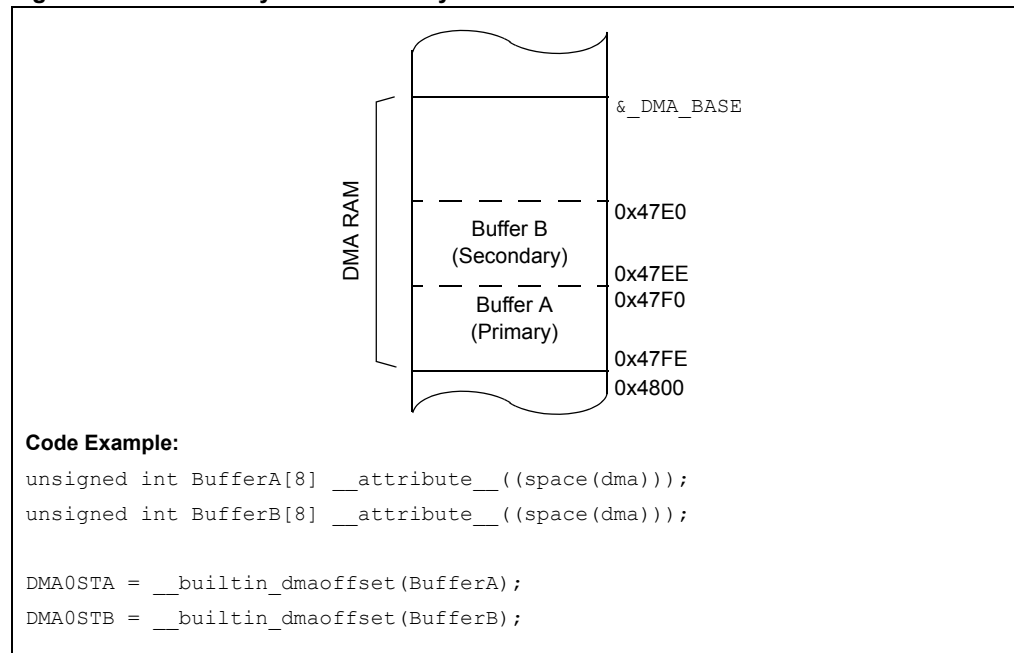 &_DMA_BASE
DMA RAM
0x47E0
Buffer B
(Secondary)
0x47EE
0x47F0
Buffer A
(Primary)
0x47FE
0x4800
Code Example:
unsigned int BufferA[8] __attribute__((space(dma)));
unsigned int BufferB[8] __attribute__((space(dma)));
DMA0STA = __builtin_dmaoffset(BufferA);
DMA0STB = __builtin_dmaoffset(BufferB);